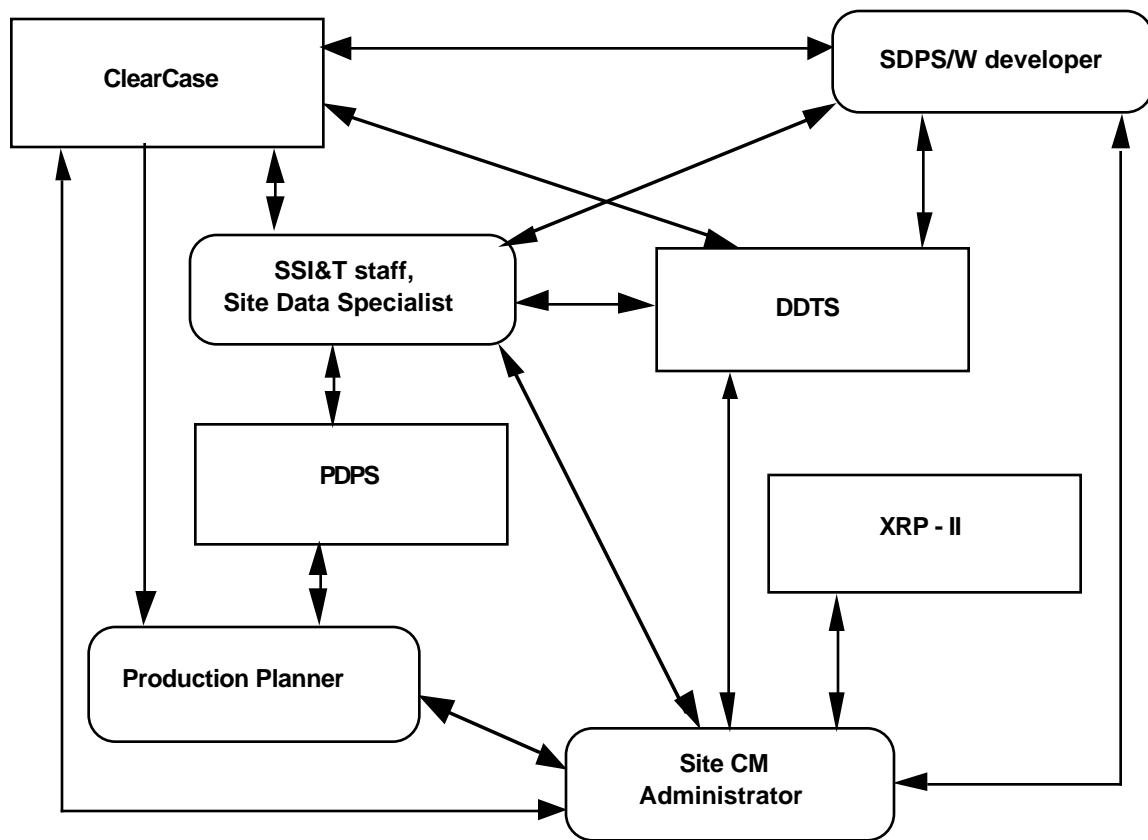 ClearCase
SDPS/W developer
SSI&T staff,
Site Data Specialist
DDTS
PDPS
XRP - II
Production Planner
Site CM
Administrator